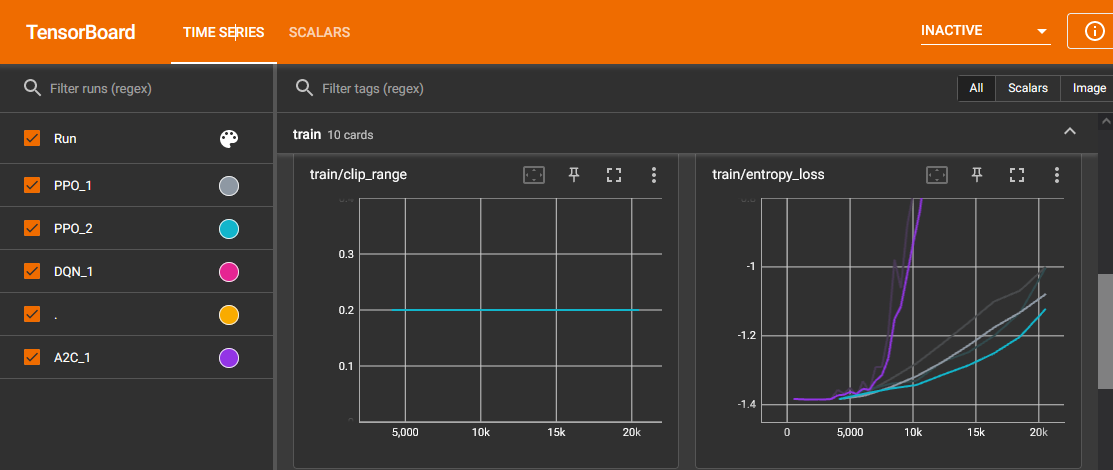 TensorBoard
TIME SERIES
SCALARS
INACTIVE
Filter runs (regex)
Filter tags (regex)
All
Scalars
Image
Run
PPO_1
PPO_2
DQN_1
.
A2C_1
train 10 cards
train/clip_range
0.3
0.2
0.1
5,000 10k 15k 20k
train/entropy_loss
-1
-1.2
-1.4
0 5,000 10k 15k 20k